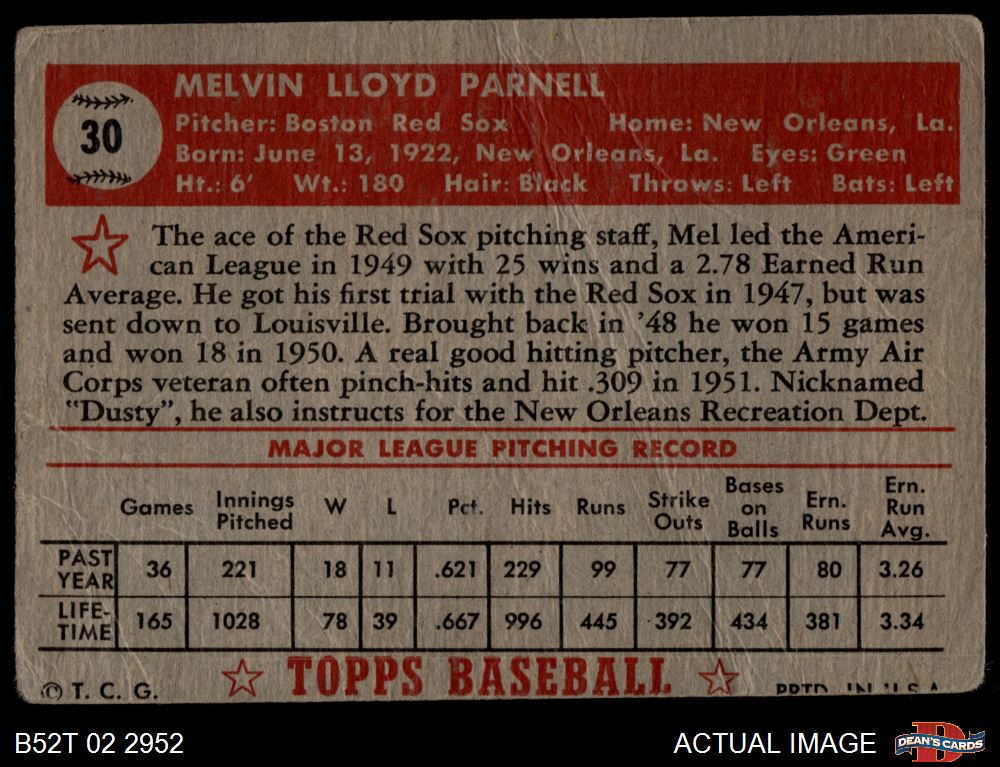 MELVIN LLOYD PARNELL
30
Pitcher: Boston Red Sox Home: New Orleans, La.
Born: June 13, 1922, New Orleans, La. Eyes: Green
Ht.: 6' Wt.: 180 Hair: Black Throws: Left Bats: Left
The ace of the Red Sox pitching staff, Mel led the Ameri-
can League in 1949 with 25 wins and a 2.78 Earned Run
Average. He got his first trial with the Red Sox in 1947, but was
sent down to Louisville. Brought back in '48 he won 15 games
and won 18 in 1950. A real good hitting pitcher, the Army Air
Corps veteran often pinch-hits and hit .309 in 1951. Nicknamed
"Dusty", he also instructs for the New Orleans Recreation Dept.
MAJOR LEAGUE PITCHING RECORD
Games Innings Pitched W L Pct. Hits Runs Strike Outs Bases on Balls Ern. Runs Ern. Run Avg.
PAST YEAR 36 221 18 11 .621 229 99 77 77 80 3.26
LIFE-TIME 165 1028 78 39 .667 996 445 392 434 381 3.34
TOPPS BASEBALL
© T. C. G. PRTD. IN U.S.A.
B52T 02 2952 ACTUAL IMAGE DEAN'S CARDS